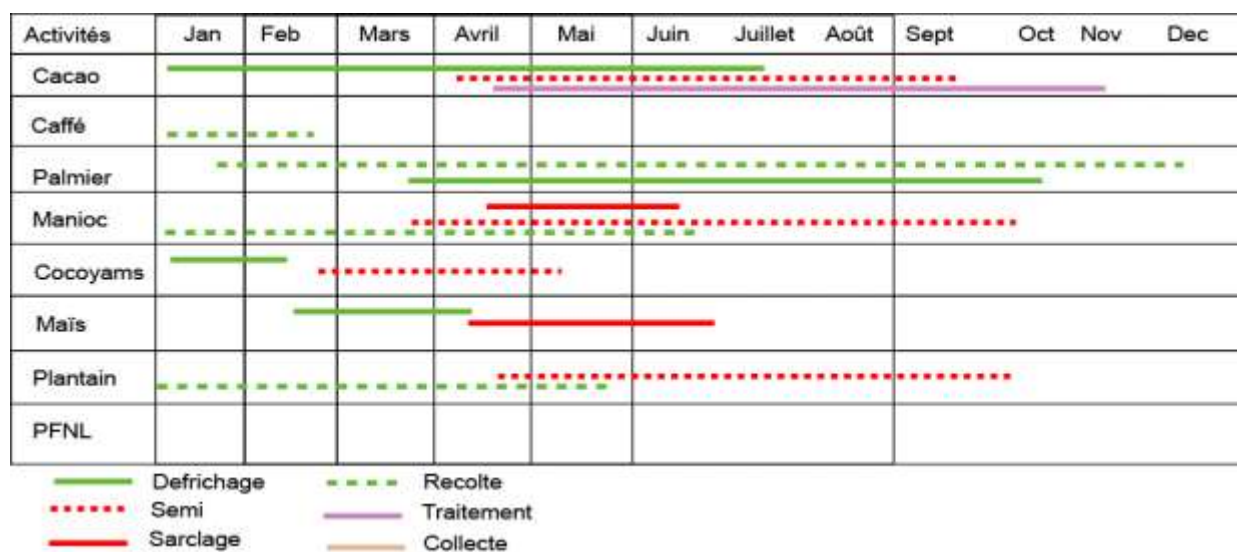 Activités Jan Feb Mars Avril Mai Juin Juillet Août Sept Oct Nov Dec
Cacao
Caffé
Palmier
Manioc
Cocoyams
Maïs
Plantain
PFNL
Defrichage Recolte
Semi Traitement
Sarclage Collecte